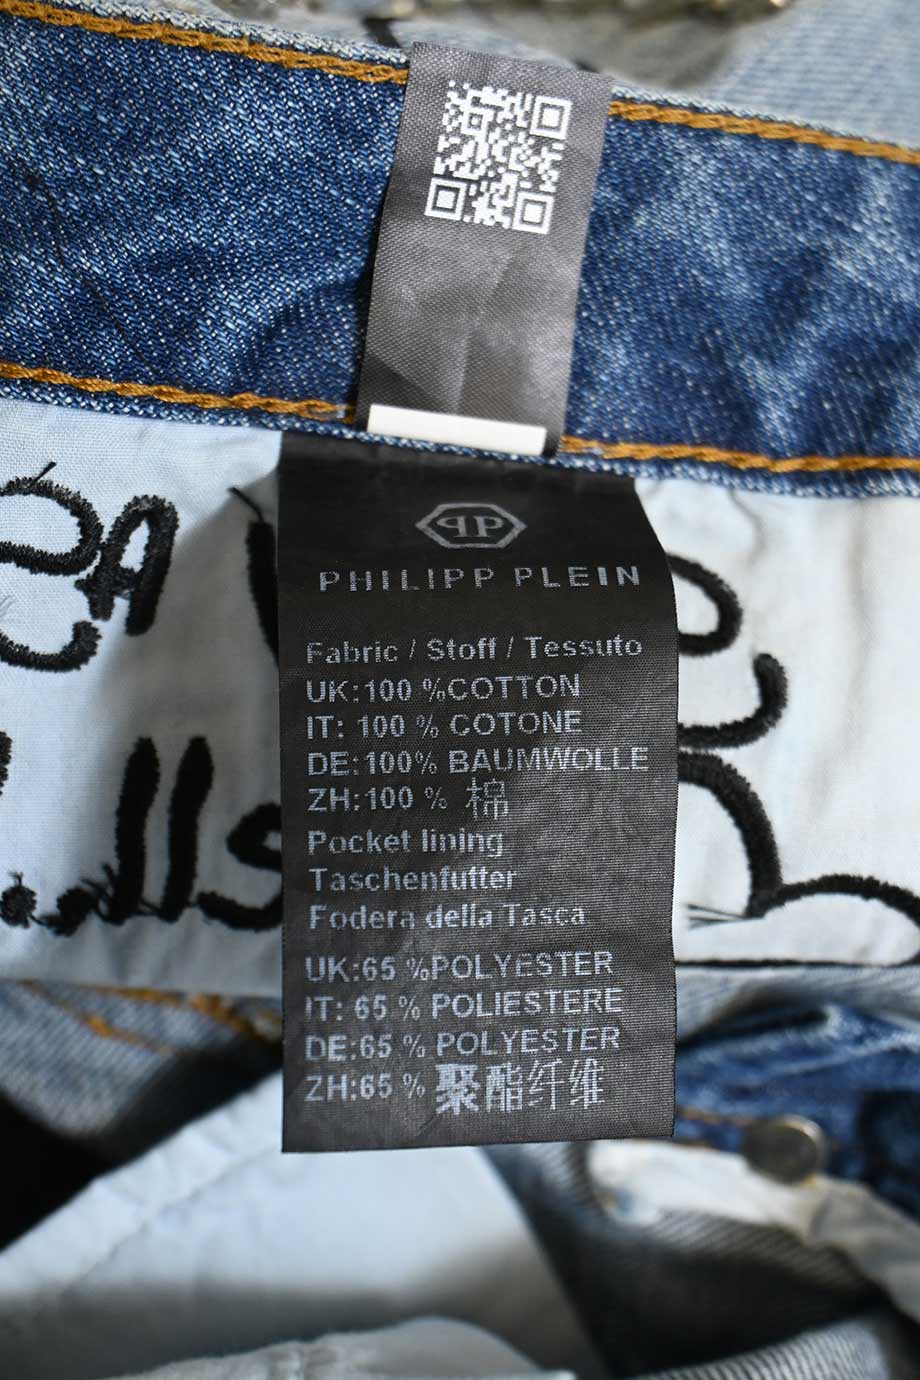 PHILIPP PLEIN
Fabric / Stoff / Tessuto
UK:100 %COTTON
IT: 100 % COTONE
DE:100% BAUMWOLLE
ZH:100 % 棉
Pocket lining
Taschenfutter
Fodera della Tasca
UK:65 %POLYESTER
IT: 65 % POLIESTERE
DE:65 % POLYESTER
ZH:65 % 聚酯纤维